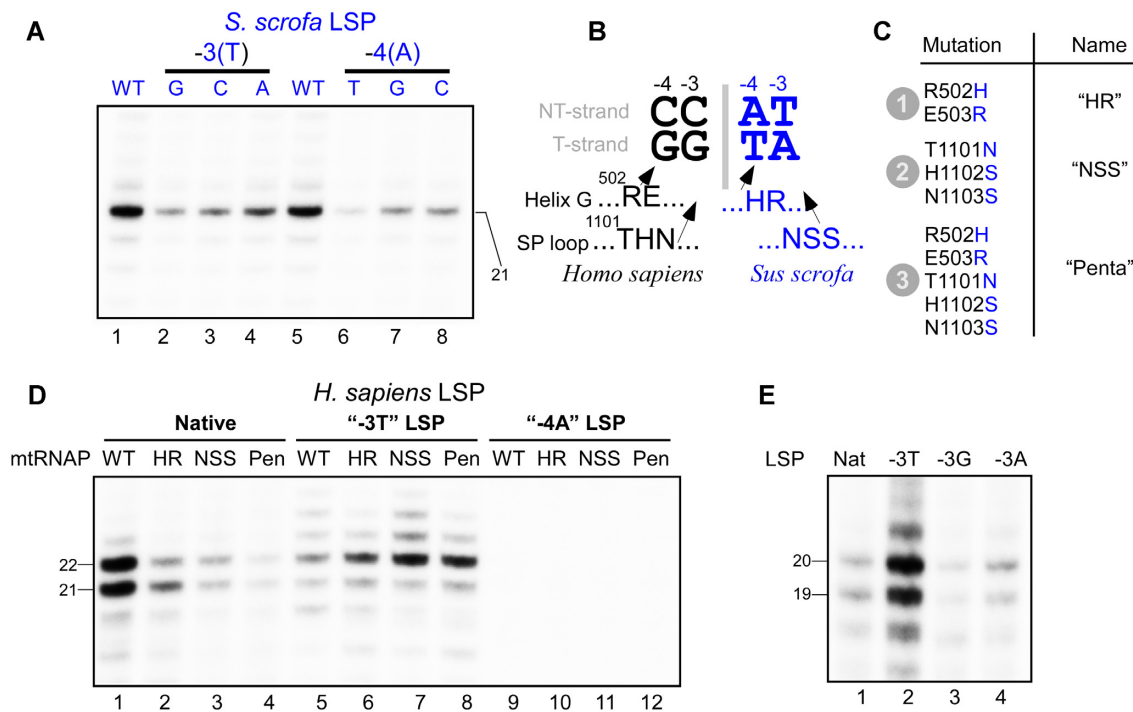 A
S. scrofa LSP
-3(T) -4(A)
WT G C A WT T G C
21
1 2 3 4 5 6 7 8
B
-4 -3 -4 -3
NT-strand CC AT
T-strand GG TA
Helix G ...RE... ...HR..
502
SP loop ...THN... ...NSS...
1101
Homo sapiens Sus scrofa
C
Mutation Name
1 R502H
E503R
“HR”
2 T1101N
H1102S
N1103S
“NSS”
3 R502H
E503R
T1101N
H1102S
N1103S
“Penta”
D
H. sapiens LSP
Native “-3T” LSP “-4A” LSP
mtRNAP WT HR NSS Pen WT HR NSS Pen WT HR NSS Pen
22
21
1 2 3 4 5 6 7 8 9 10 11 12
E
LSP Nat -3T -3G -3A
20
19
1 2 3 4